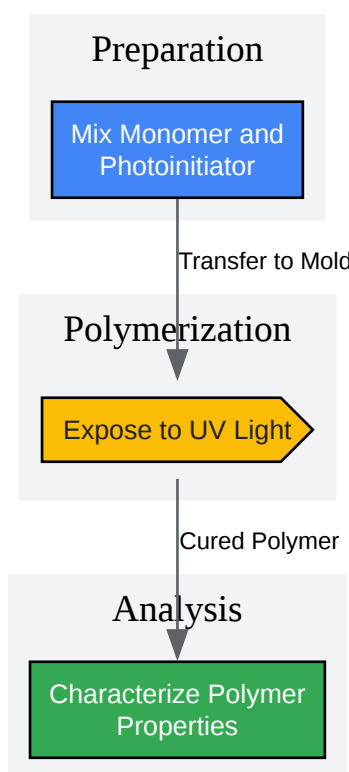 Preparation
Mix Monomer and
Photoinitiator
Transfer to Mold
Polymerization
Expose to UV Light
Cured Polymer
Analysis
Characterize Polymer
Properties